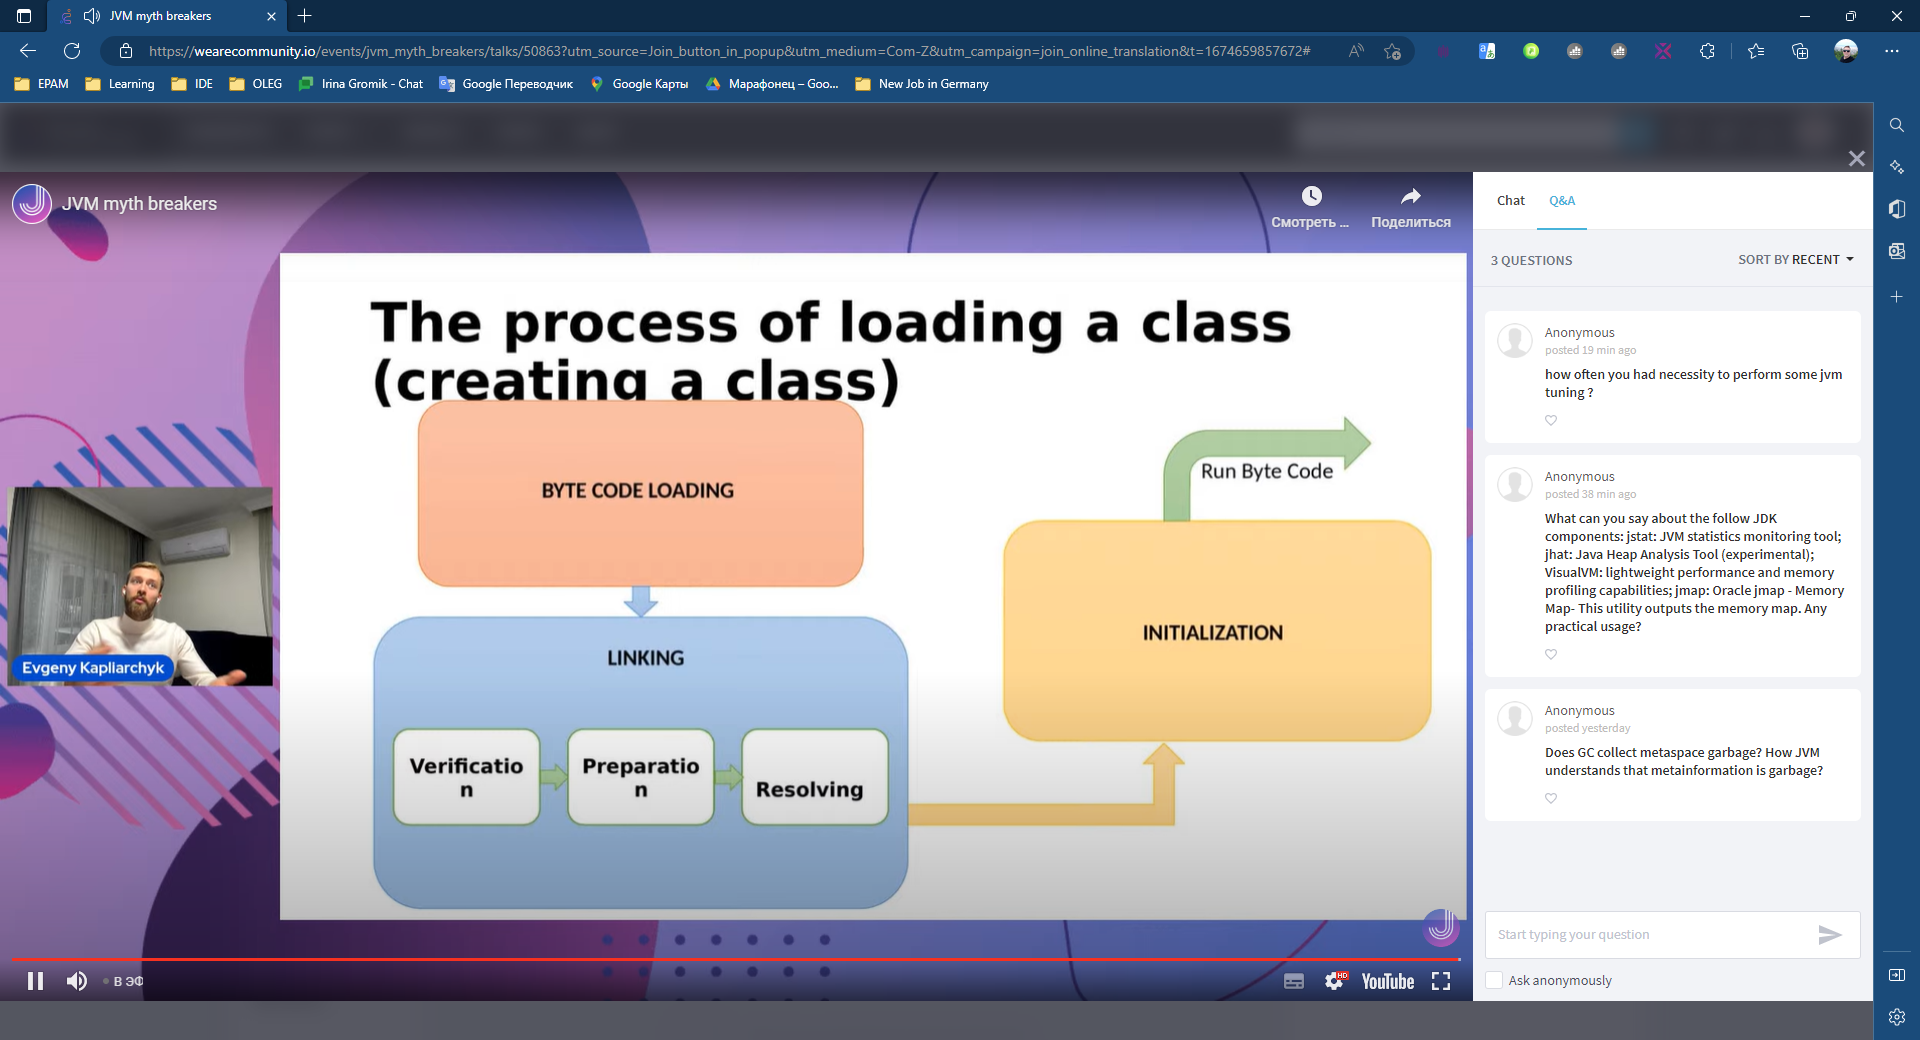 JVM myth breakers
https://wearecommunity.io/events/jvm_myth_breakers/talks/50863?utm_source=Join_button_in_popup&utm_medium=Com-Z&utm_campaign=join_online_translation&t=1674659857672#
EPAM
Learning
IDE
OLEG
Irina Gromik - Chat
Google Переводчик
Google Карты
Марафонец – Goo...
New Job in Germany
JVM myth breakers
Смотреть ...
Поделиться
The process of loading a class
(creating a class)
BYTE CODE LOADING
LINKING
Verificatio
n
Preparatio
n
Resolving
INITIALIZATION
Run Byte Code
Evgeny Kapliarchyk
В ЭФ
HD
YouTube
Chat
Q&A
3 QUESTIONS
SORT BY RECENT
Anonymous
posted 19 min ago
how often you had necessity to perform some jvm
tuning ?
Anonymous
posted 38 min ago
What can you say about the follow JDK
components: jstat: JVM statistics monitoring tool;
jhat: Java Heap Analysis Tool (experimental);
VisualVM: lightweight performance and memory
profiling capabilities; jmap: Oracle jmap - Memory
Map- This utility outputs the memory map. Any
practical usage?
Anonymous
posted yesterday
Does GC collect metaspace garbage? How JVM
understands that metainformation is garbage?
Start typing your question
Ask anonymously